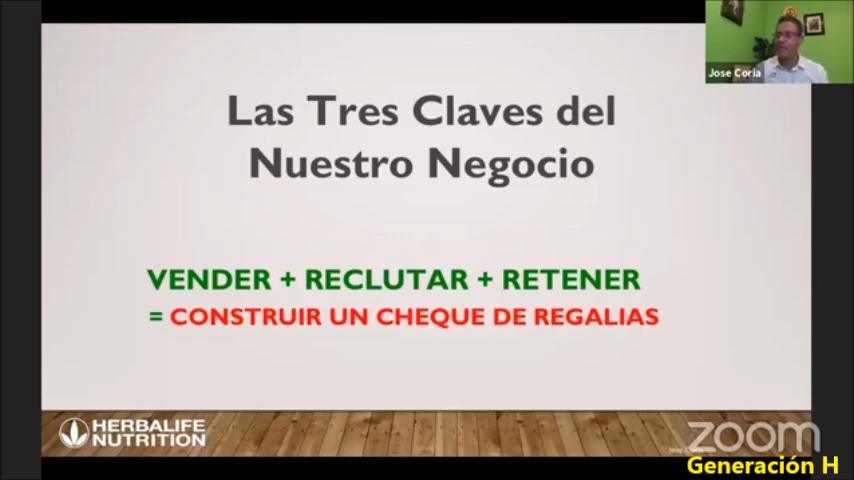 Jose Coria
Las Tres Claves del
Nuestro Negocio
VENDER + RECLUTAR + RETENER
= CONSTRUIR UN CHEQUE DE REGALIAS
HERBALIFE
NUTRITION
zoom
Generación H